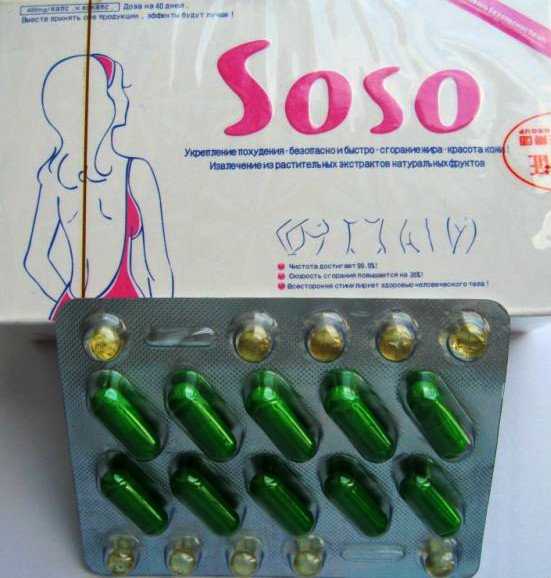 Доза на 40 дней.
Вместе принять сие продукции , эффекты будут лучше !
Soso
Укрепление похудения · безопасно и быстро · сгорание жира · красота кожи !
Извлечение из растительных экстрактов натуральных фруктов
Чистота достигает 99.9%!
Скорость сгорания повышается на 38%!
Всесторонне стимулирует здоровью человеческого тела !